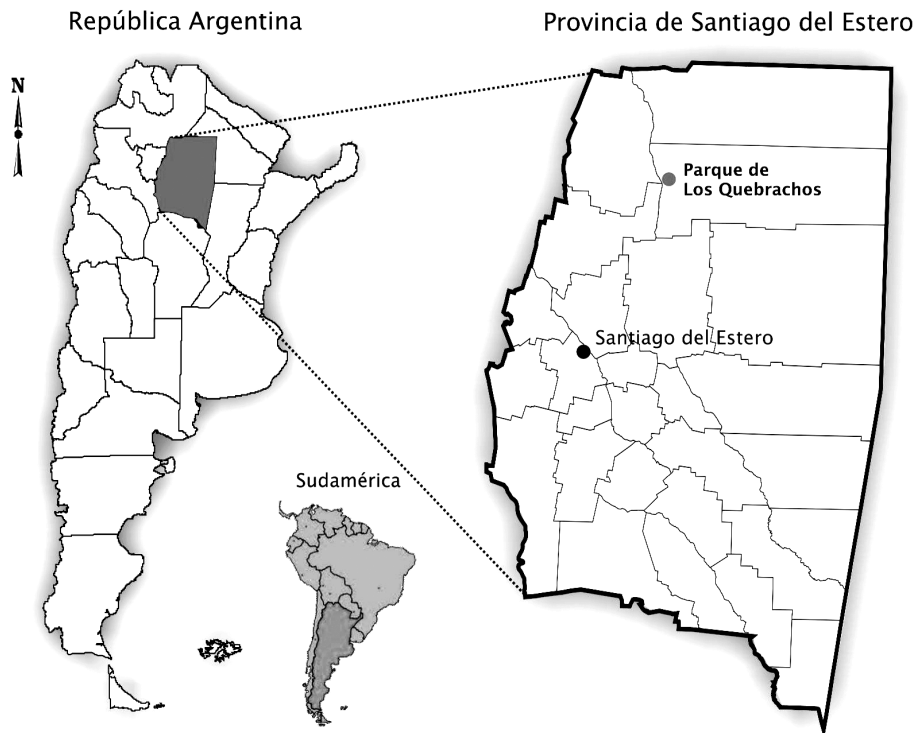 República Argentina
Provincia de Santiago del Estero
N
Parque de
Los Quebrachos
Santiago del Estero
Sudamérica